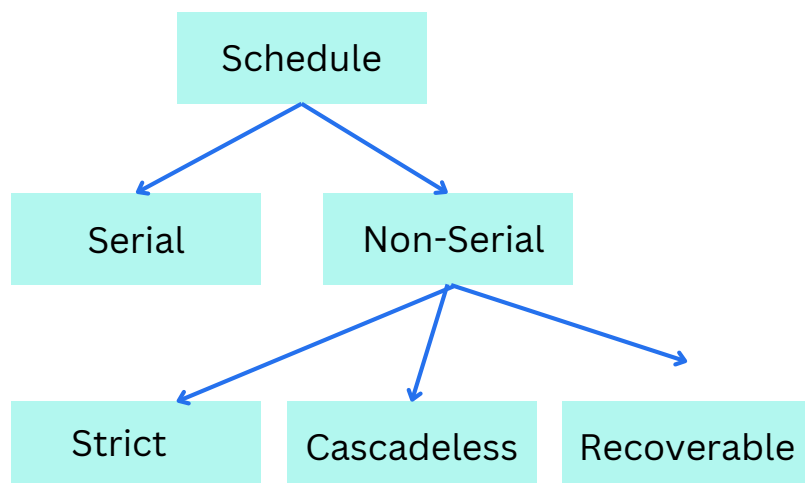 Schedule
Serial
Non-Serial
Strict
Cascadeless
Recoverable